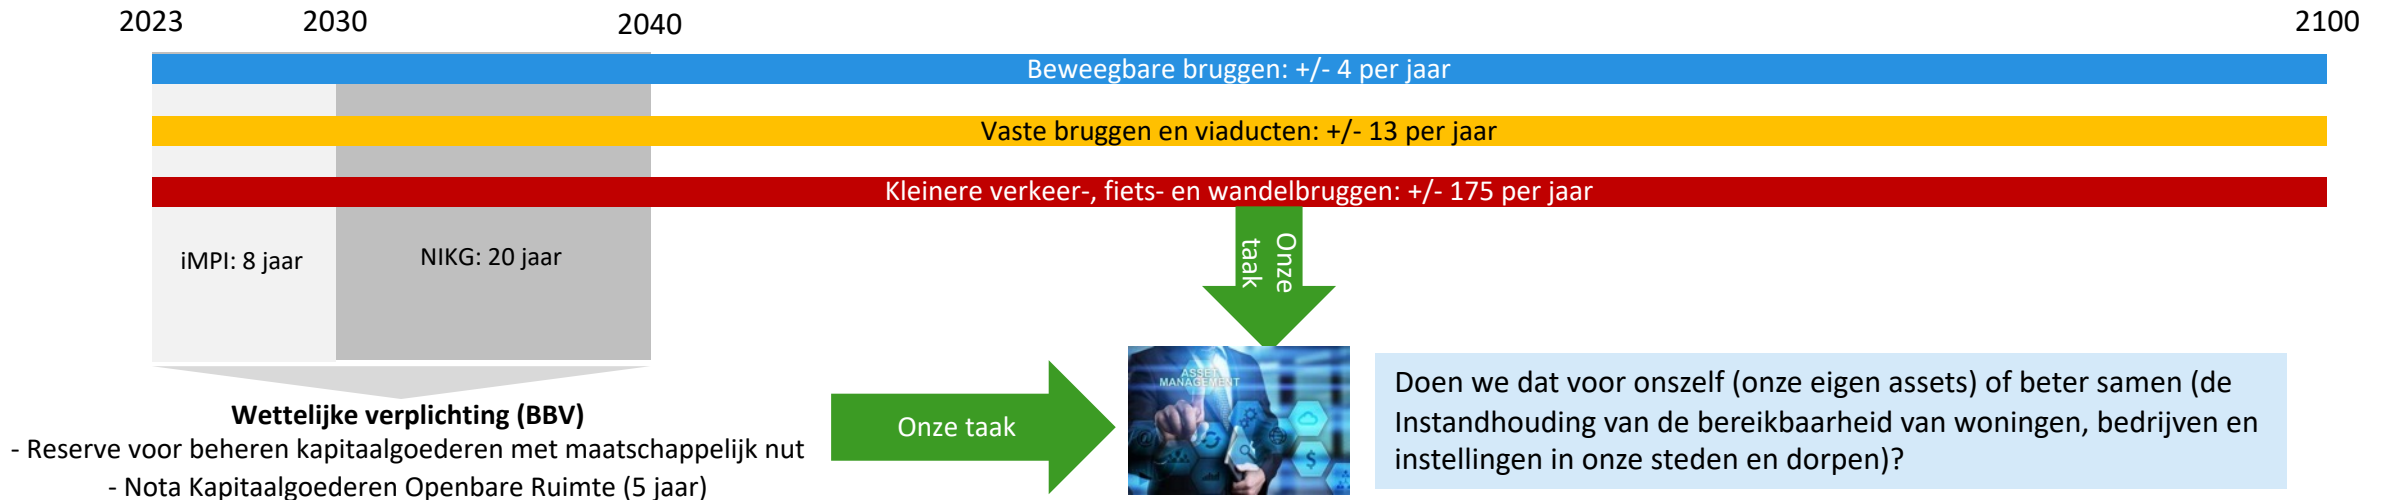 2023
2030
2040
2100
Beweegbare bruggen: +/- 4 per jaar
Vaste bruggen en viaducten: +/- 13 per jaar
Kleinere verkeer-, fiets- en wandelbruggen: +/- 175 per jaar
iMPI: 8 jaar
NIKG: 20 jaar
Onze
taak
Wettelijke verplichting (BBV)
- Reserve voor beheren kapitaalgoederen met maatschappelijk nut
- Nota Kapitaalgoederen Openbare Ruimte (5 jaar)
Onze taak
ASSET
MANAGEMENT
Doen we dat voor onszelf (onze eigen assets) of beter samen (de
Instandhouding van de bereikbaarheid van woningen, bedrijven en
instellingen in onze steden en dorpen)?